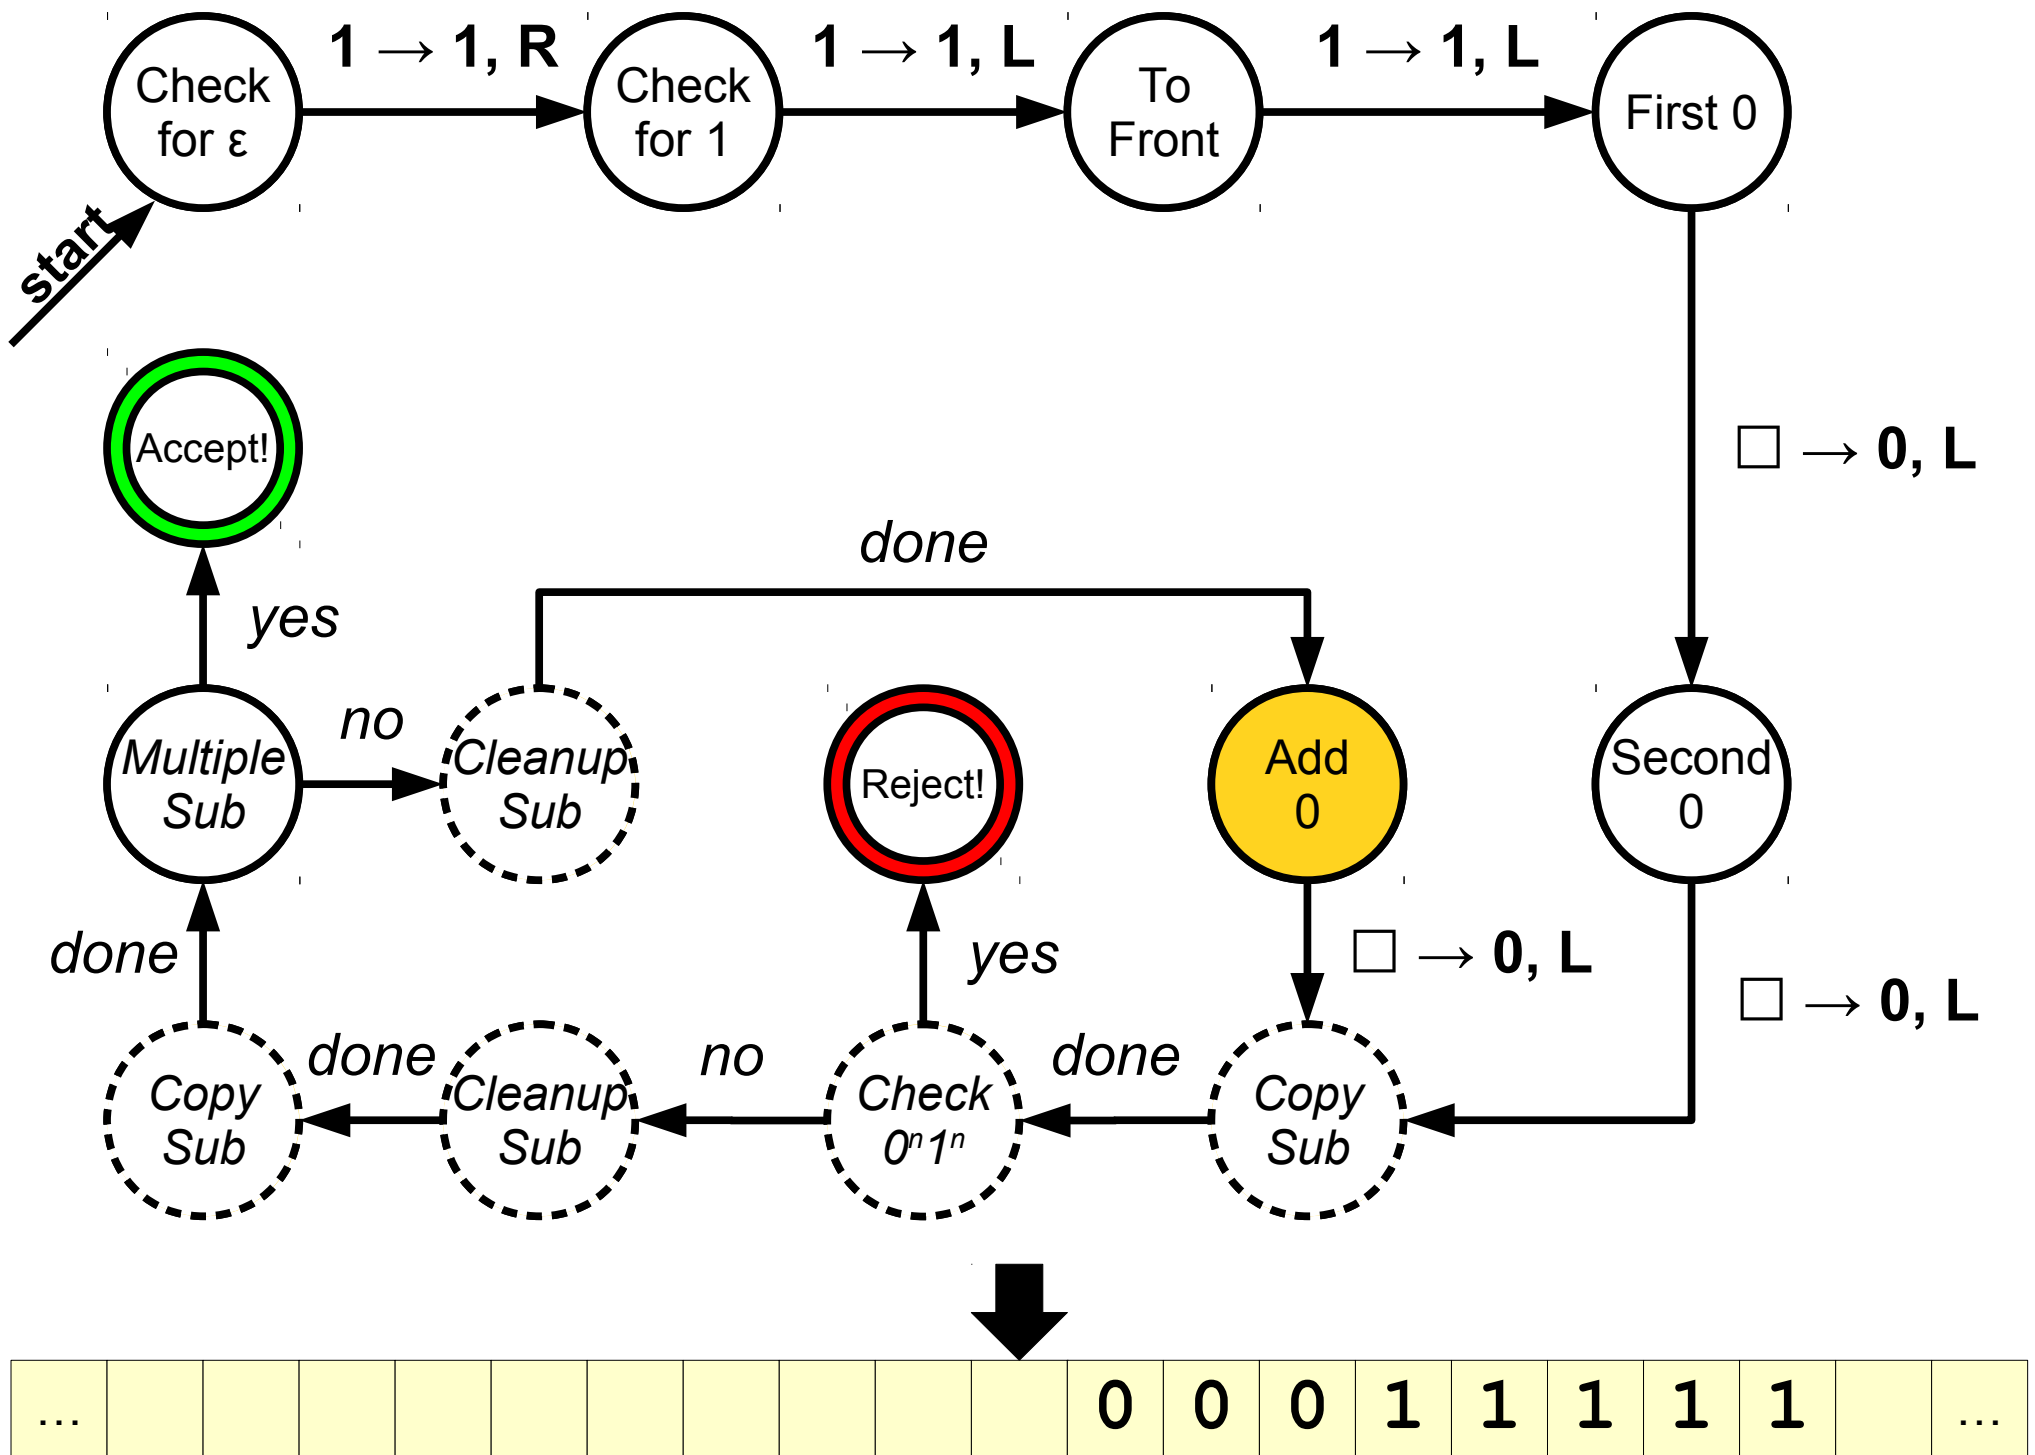 1 → 1, R
1 → 1, L
1 → 1, L
Check
for ε
Check
for 1
To
Front
First 0
start
Accept!
□ → 0, L
done
yes
no
Multiple
Sub
Cleanup
Sub
Reject!
Add
0
Second
0
done
yes
□ → 0, L
□ → 0, L
done
no
done
Copy
Sub
Cleanup
Sub
Check
0ⁿ1ⁿ
Copy
Sub
... 0 0 0 1 1 1 1 1 ...